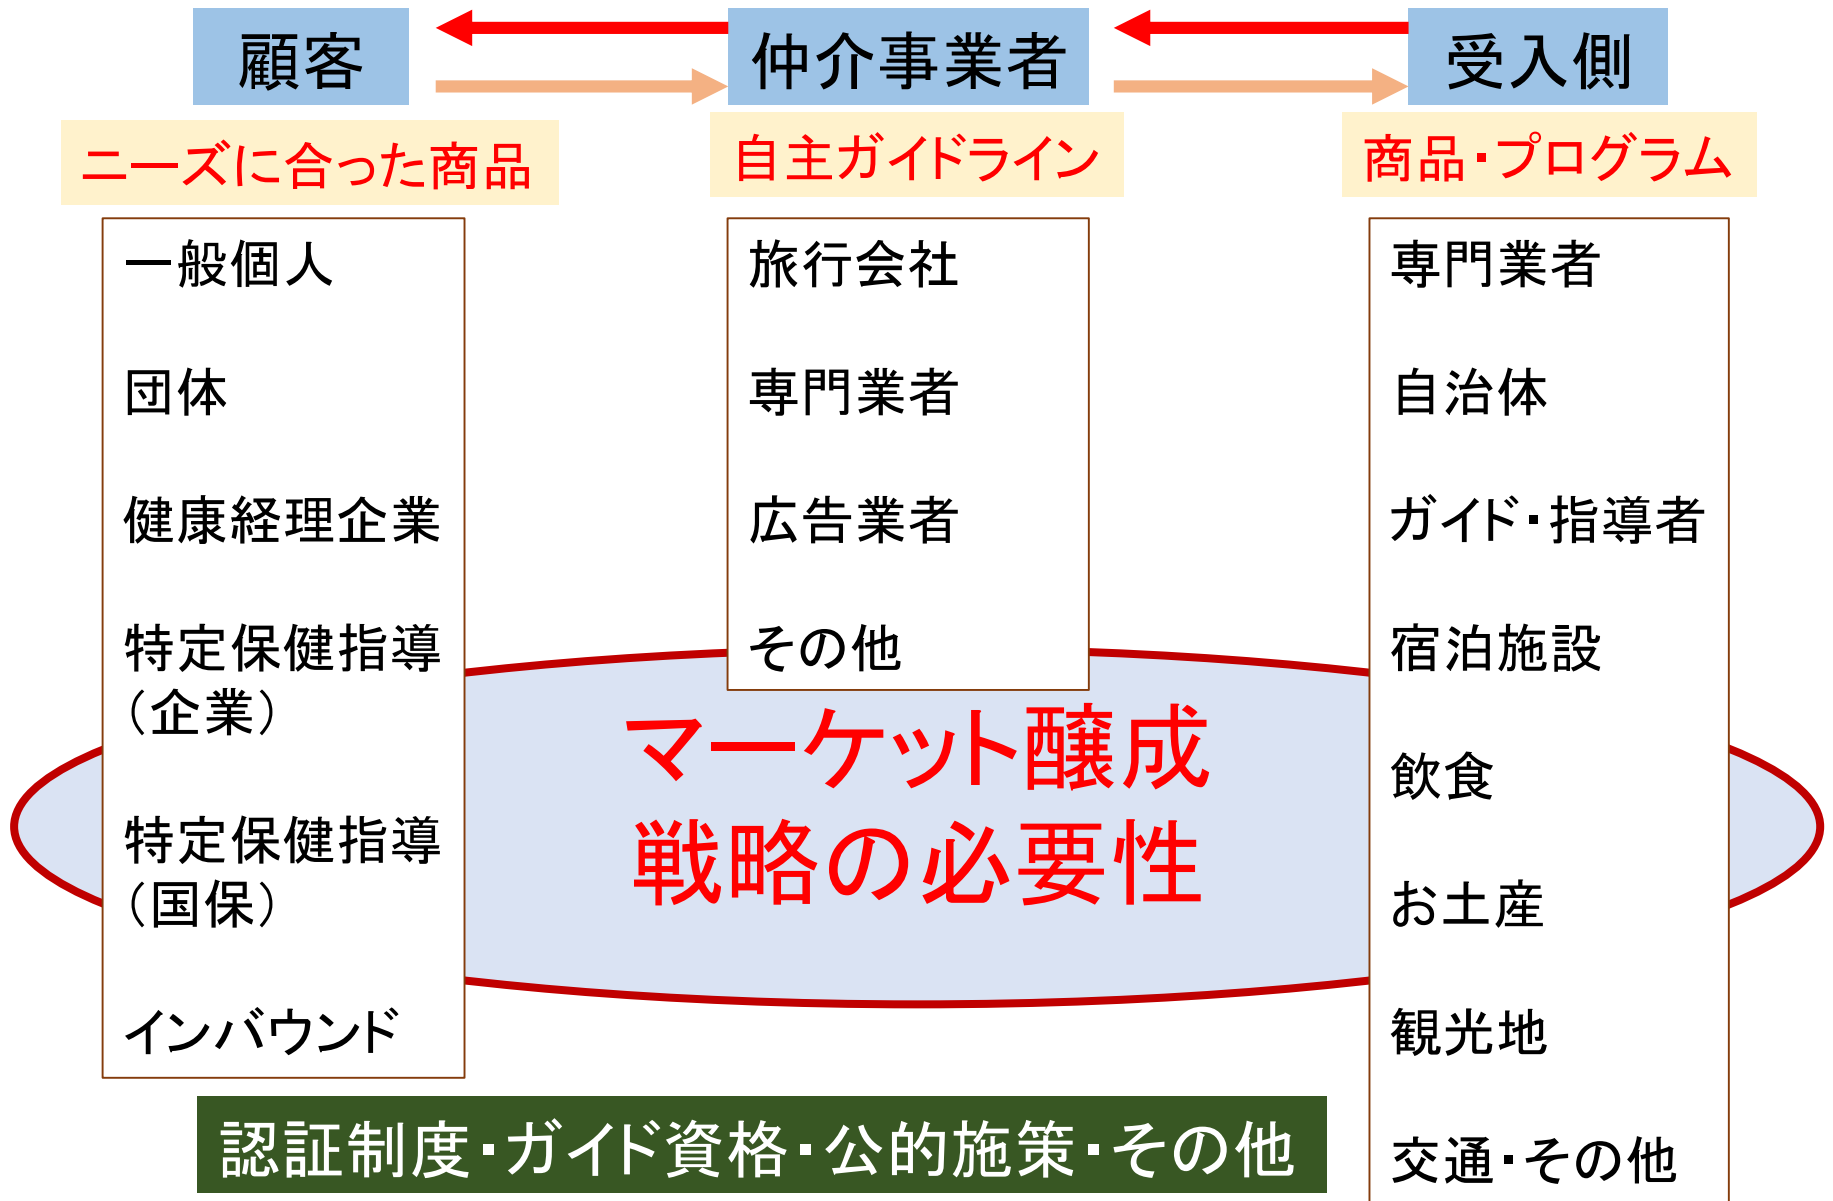 顧客
仲介事業者
受入側
ニーズに合った商品
自主ガイドライン
商品・プログラム
一般個人
団体
健康経理企業
特定保健指導
（企業）
特定保健指導
（国保）
インバウンド
旅行会社
専門業者
広告業者
その他
専門業者
自治体
ガイド・指導者
宿泊施設
飲食
お土産
観光地
交通・その他
マーケット醸成
戦略の必要性
認証制度・ガイド資格・公的施策・その他